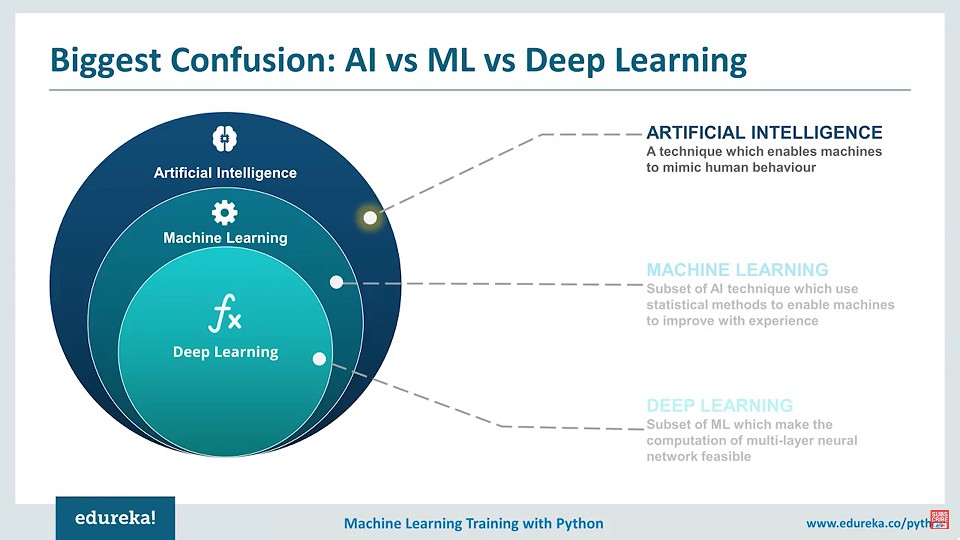 Biggest Confusion: AI vs ML vs Deep Learning
Artificial Intelligence
Machine Learning
fx
Deep Learning
ARTIFICIAL INTELLIGENCE
A technique which enables machines
to mimic human behaviour
MACHINE LEARNING
Subset of AI technique which use
statistical methods to enable machines
to improve with experience
DEEP LEARNING
Subset of ML which make the
computation of multi-layer neural
network feasible
edureka!
Machine Learning Training with Python
www.edureka.co/pyth
SUBSCRIBE